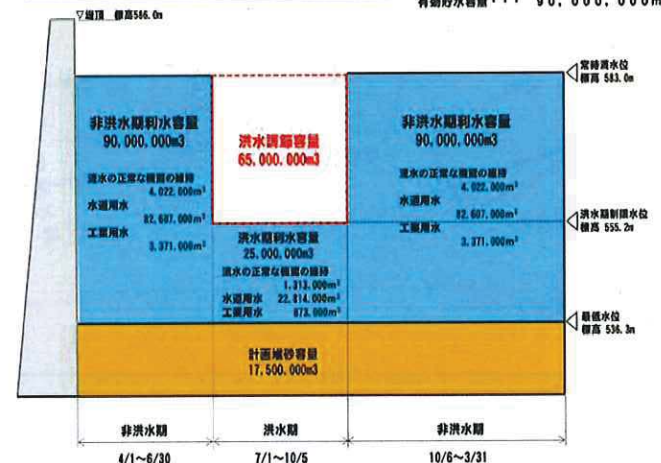 有効貯水容量・・・ 90,000,000m
▽堤頂 標高586.0m
常時満水位
標高 583.0m
非洪水期利水容量
90,000,000m3
流水の正常な機能の維持
4,022,000m³
水道用水
82,607,000m³
工業用水
3,371,000m³
洪水調節容量
65,000,000m3
洪水期利水容量
25,000,000m3
流水の正常な機能の維持
1,313,000m³
水道用水 22,814,000m³
工業用水 873,000m³
非洪水期利水容量
90,000,000m3
流水の正常な機能の維持
4,022,000m³
水道用水
82,607,000m³
工業用水
3,371,000m³
洪水期制限水位
標高 555.2m
最低水位
標高 536.3m
計画堆砂容量
17,500,000m3
非洪水期
洪水期
非洪水期
4/1~6/30
7/1~10/5
10/6~3/31